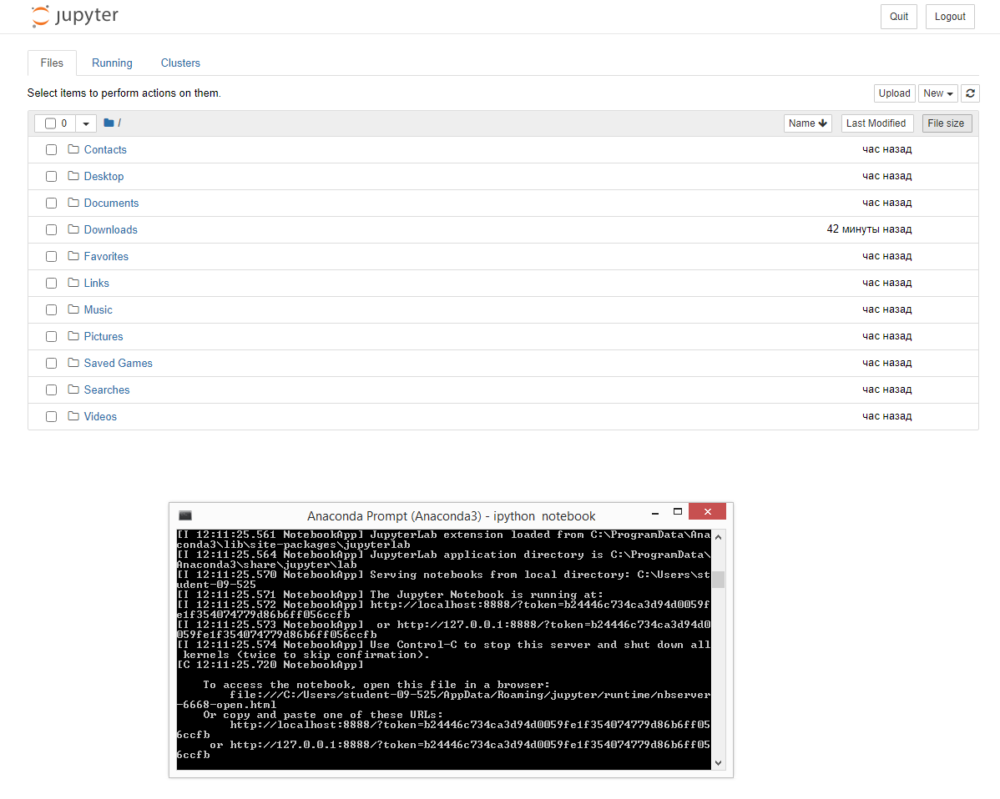 jupyter
Quit Logout
Files Running Clusters
Select items to perform actions on them.
Upload New
0 / Name Last Modified File size
Contacts час назад
Desktop час назад
Documents час назад
Downloads 42 минуты назад
Favorites час назад
Links час назад
Music час назад
Pictures час назад
Saved Games час назад
Searches час назад
Videos час назад
Anaconda Prompt (Anaconda3) - ipython notebook
[I 12:11:25.561 NotebookApp] JupyterLab extension loaded from C:\ProgramData\Ana
conda3\lib\site-packages\jupyterlab
[I 12:11:25.564 NotebookApp] JupyterLab application directory is C:\ProgramData\
Anaconda3\share\jupyter\lab
[I 12:11:25.570 NotebookApp] Serving notebooks from local directory: C:\Users\st
udent-09-525
[I 12:11:25.571 NotebookApp] The Jupyter Notebook is running at:
[I 12:11:25.572 NotebookApp] http://localhost:8888/?token=b24446c734ca3d94d0059f
e1f354074779d86b6ff056ccfb
[I 12:11:25.573 NotebookApp]  or http://127.0.0.1:8888/?token=b24446c734ca3d94d0
059fe1f354074779d86b6ff056ccfb
[I 12:11:25.574 NotebookApp] Use Control-C to stop this server and shut down all
kernels (twice to skip confirmation).
[C 12:11:25.720 NotebookApp]
To access the notebook, open this file in a browser:
file:///C:/Users/student-09-525/AppData/Roaming/jupyter/runtime/nbserver
-6668-open.html
Or copy and paste one of these URLs:
http://localhost:8888/?token=b24446c734ca3d94d0059fe1f354074779d86b6ff05
6ccfb
or http://127.0.0.1:8888/?token=b24446c734ca3d94d0059fe1f354074779d86b6ff05
6ccfb